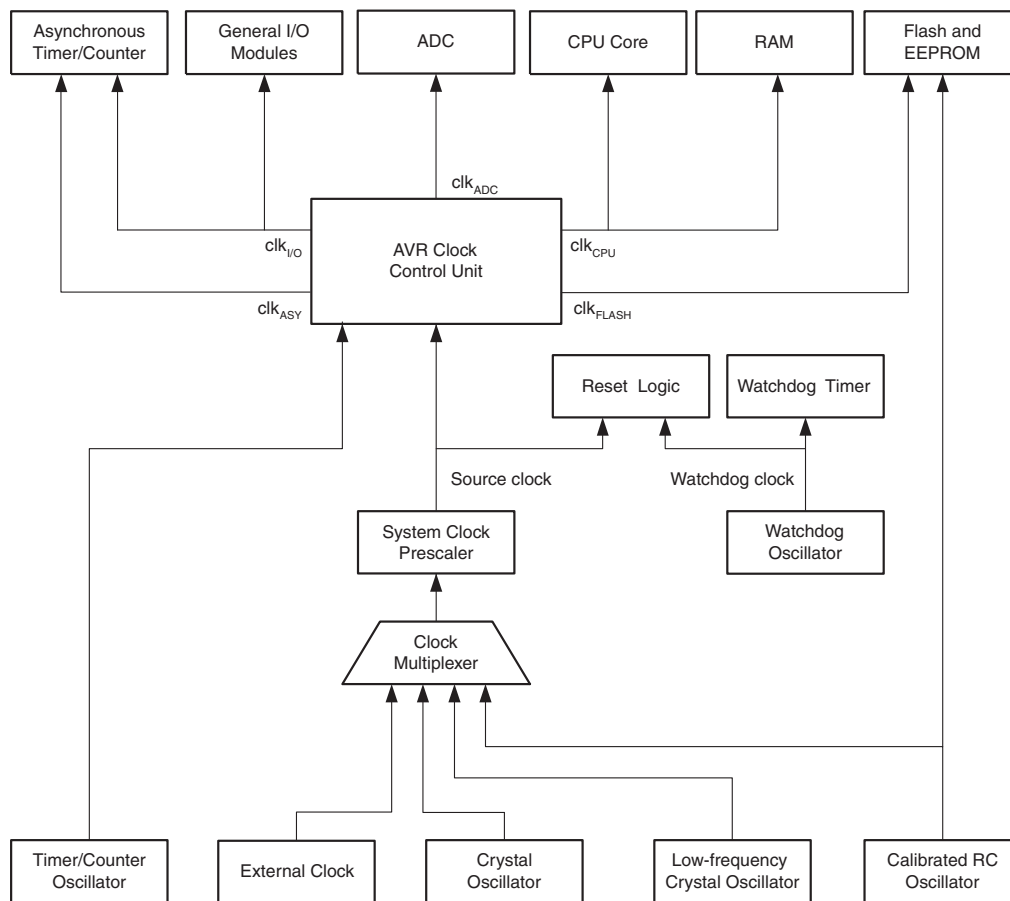 Asynchronous
Timer/Counter
General I/O
Modules
ADC
CPU Core
RAM
Flash and
EEPROM
clkADC
clkI/O
AVR Clock
Control Unit
clkCPU
clkASY
clkFLASH
Reset Logic
Watchdog Timer
Source clock
Watchdog clock
System Clock
Prescaler
Watchdog
Oscillator
Clock
Multiplexer
Timer/Counter
Oscillator
External Clock
Crystal
Oscillator
Low-frequency
Crystal Oscillator
Calibrated RC
Oscillator